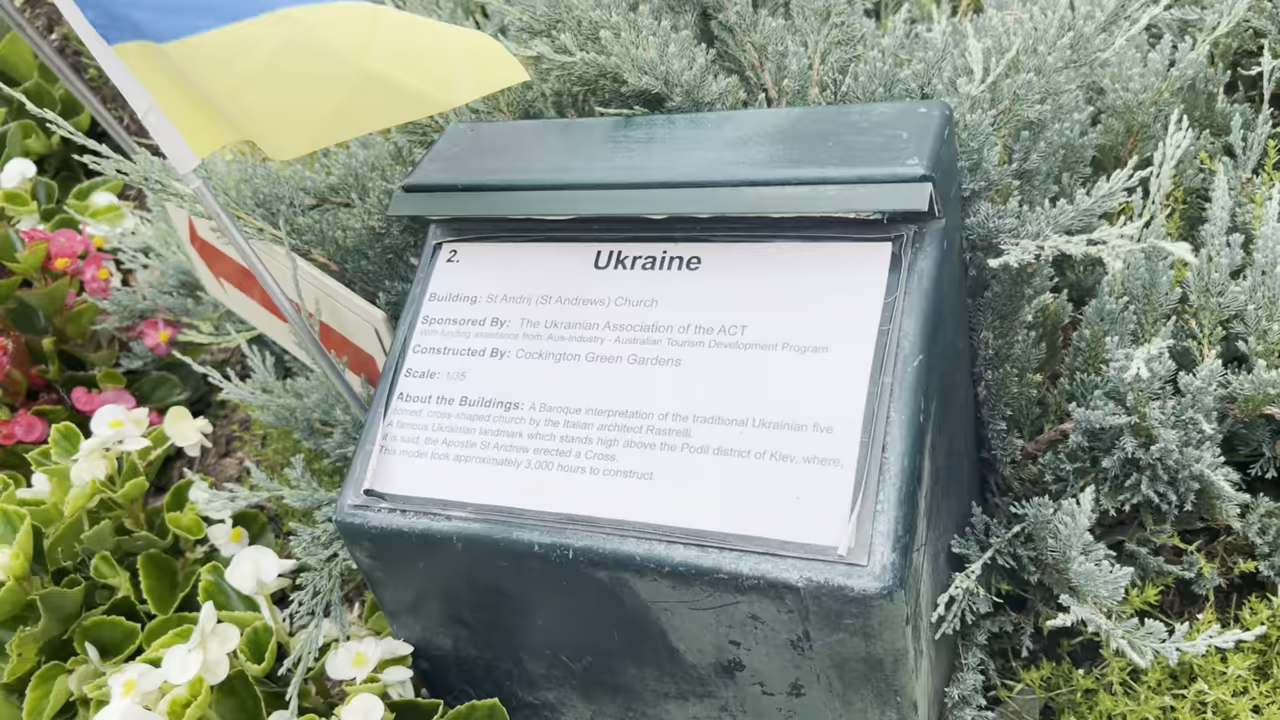 2.
Ukraine
Building: St Andrij (St Andrews) Church
Sponsored By: The Ukrainian Association of the ACT
With funding assistance from: Aus-Industry - Australian Tourism Development Program
Constructed By: Cockington Green Gardens
Scale: 1/35
About the Buildings: A Baroque interpretation of the traditional Ukrainian five
domed, cross-shaped church by the Italian architect Rastrelli.
A famous Ukrainian landmark which stands high above the Podil district of Kiev, where,
it is said, the Apostle St Andrew erected a Cross.
This model took approximately 3,000 hours to construct.